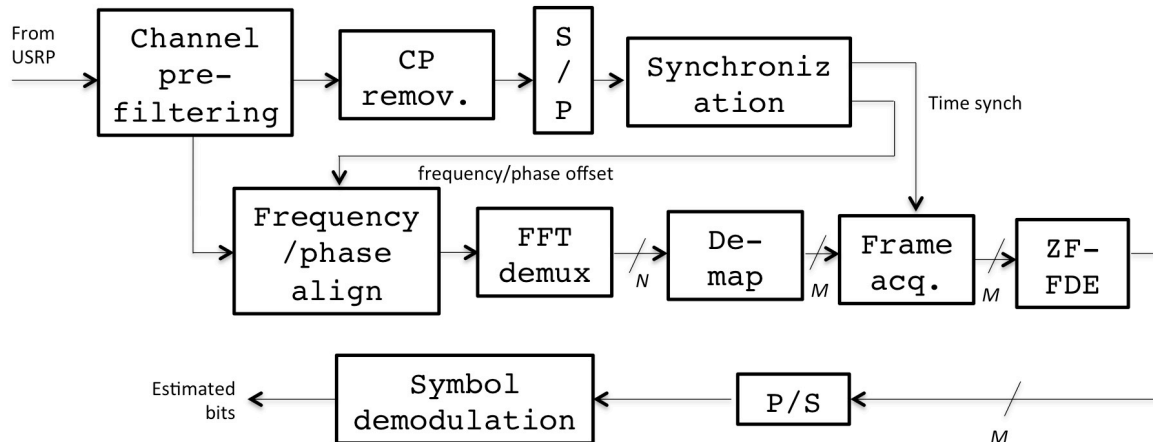 From
USRP
Channel
pre-
filtering
CP
remov.
S
/
P
Synchroniz
ation
Time synch
frequency/phase offset
Frequency
/phase
align
FFT
demux
N
De-
map
M
Frame
acq.
M
ZF-
FDE
Estimated
bits
Symbol
demodulation
P/S
M